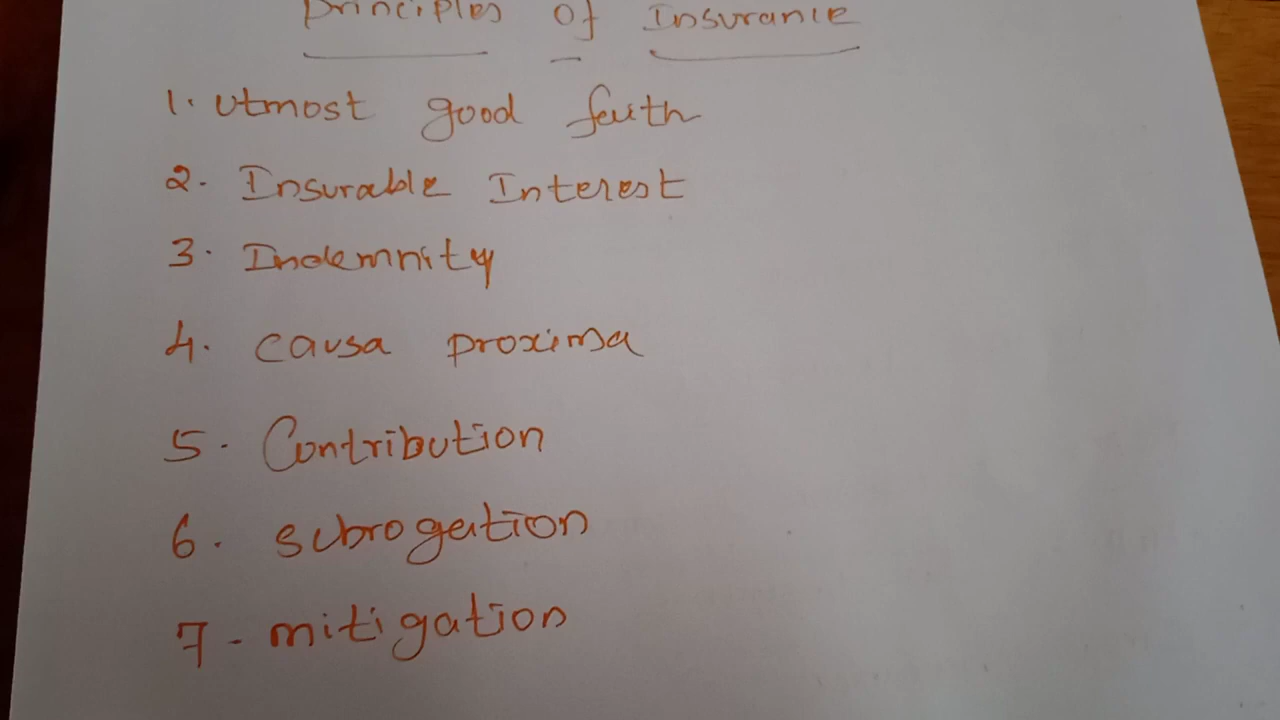 Principles of Insurance
1. Utmost good faith
2. Insurable Interest
3. Indemnity
4. causa proxima
5. Contribution
6. subrogation
7. mitigation